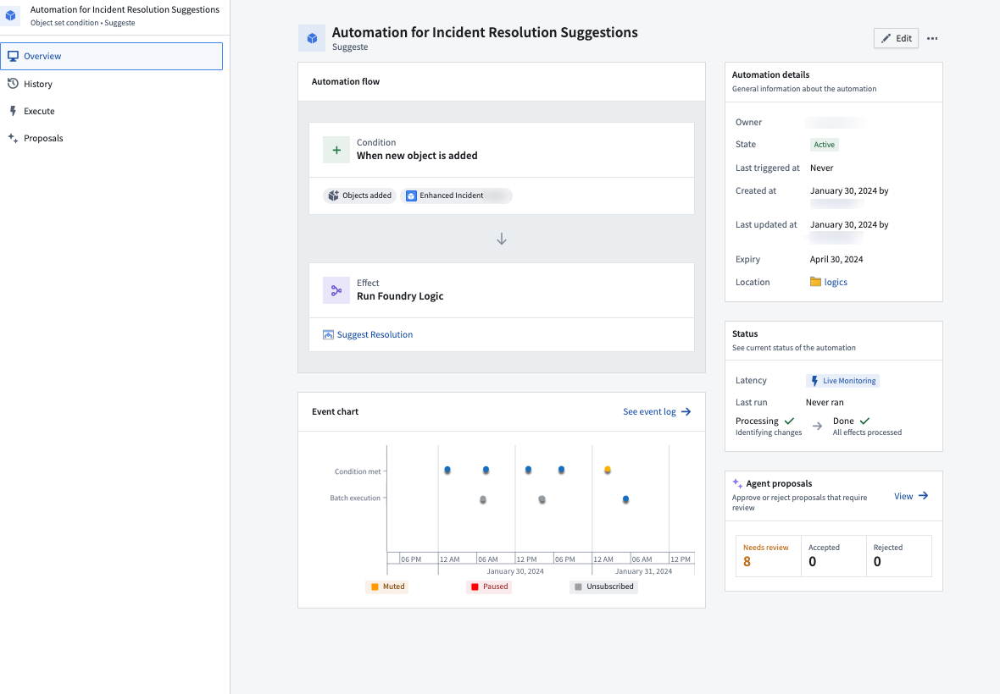 Automation for Incident Resolution Suggestions
Object set condition • Suggeste
Overview
History
Execute
Proposals
Automation for Incident Resolution Suggestions
Suggeste
Edit
Automation flow
Condition
When new object is added
Objects added
Enhanced Incident
Effect
Run Foundry Logic
Suggest Resolution
Event chart
See event log
Condition met
Batch execution
06 PM
12 AM
06 AM
12 PM
06 PM
12 AM
06 AM
12 PM
January 30, 2024
January 31, 2024
Muted
Paused
Unsubscribed
Automation details
General information about the automation
Owner
State Active
Last triggered at Never
Created at January 30, 2024 by
Last updated at January 30, 2024 by
Expiry April 30, 2024
Location logics
Status
See current status of the automation
Latency Live Monitoring
Last run Never ran
Processing
Identifying changes
Done
All effects processed
Agent proposals
Approve or reject proposals that require
review
View
Needs review
8
Accepted
0
Rejected
0